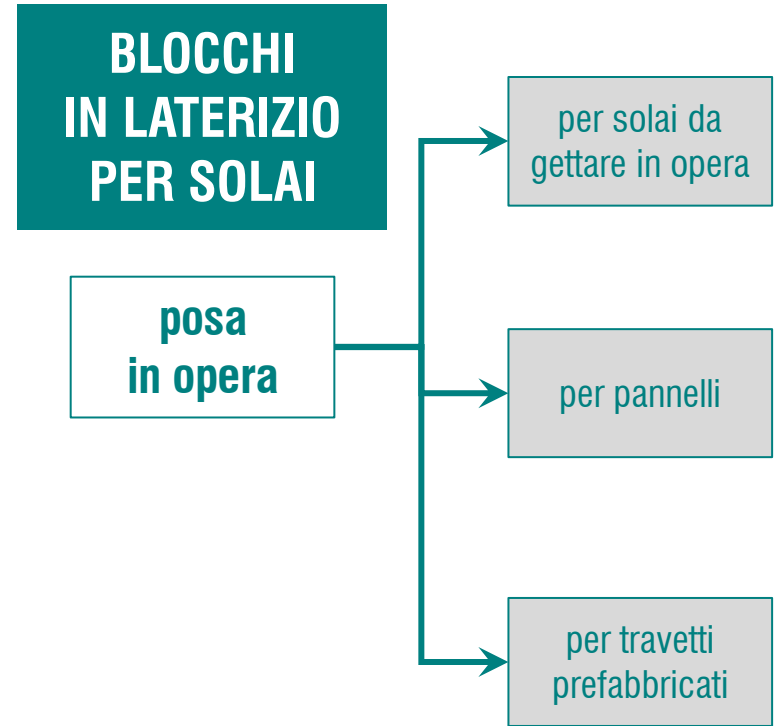 BLOCCHI
IN LATERIZIO
PER SOLAI
posa
in opera
per solai da
gettare in opera
per pannelli
per travetti
prefabbricati